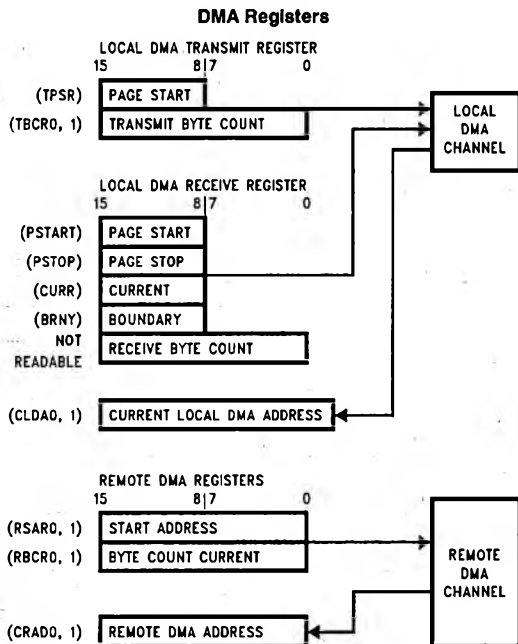 DMA Registers
LOCAL DMA TRANSMIT REGISTER
15 8|7 0
(TPSR) PAGE START
(TBCR0, 1) TRANSMIT BYTE COUNT
LOCAL DMA CHANNEL
LOCAL DMA RECEIVE REGISTER
15 8|7 0
(PSTART) PAGE START
(PSTOP) PAGE STOP
(CURR) CURRENT
(BRNY) BOUNDARY
NOT READABLE RECEIVE BYTE COUNT
(CLDA0, 1) CURRENT LOCAL DMA ADDRESS
REMOTE DMA REGISTERS
15 8|7 0
(RSAR0, 1) START ADDRESS
(RBCR0, 1) BYTE COUNT CURRENT
REMOTE DMA CHANNEL
(CRAD0, 1) REMOTE DMA ADDRESS